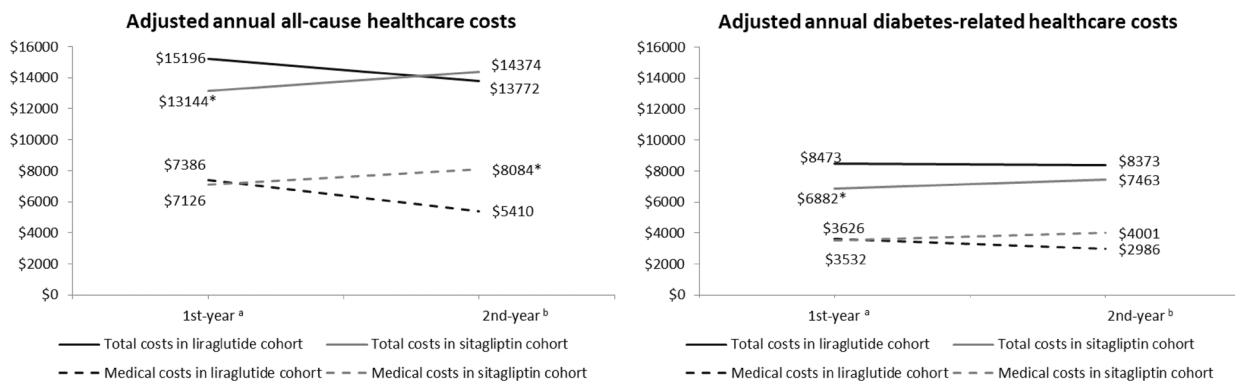 Adjusted annual all-cause healthcare costs
$16000
$14000
$12000
$10000
$8000
$6000
$4000
$2000
$0
$15196
$13144*
$14374
$13772
$7386
$7126
$8084*
$5410
1st-year a
2nd-year b
Total costs in liraglutide cohort
Total costs in sitagliptin cohort
Medical costs in liraglutide cohort
Medical costs in sitagliptin cohort
Adjusted annual diabetes-related healthcare costs
$16000
$14000
$12000
$10000
$8000
$6000
$4000
$2000
$0
$8473
$6882*
$8373
$7463
$3626
$3532
$4001
$2986
1st-year a
2nd-year b
Total costs in liraglutide cohort
Total costs in sitagliptin cohort
Medical costs in liraglutide cohort
Medical costs in sitagliptin cohort